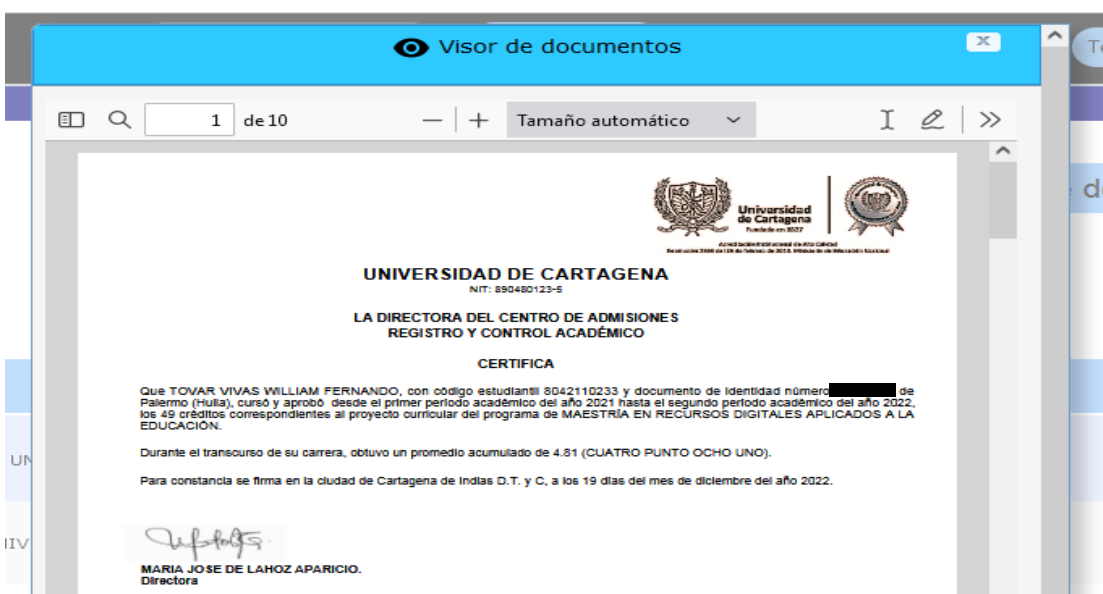 Visor de documentos
1 de 10
Tamaño automático
Universidad
de Cartagena
Fundada en 1827
UNIVERSIDAD DE CARTAGENA
NIT: 890480123-5
LA DIRECTORA DEL CENTRO DE ADMISIONES
REGISTRO Y CONTROL ACADÉMICO
CERTIFICA
Que TOVAR VIVAS WILLIAM FERNANDO, con código estudiantil 8042110233 y documento de identidad número de
Palermo (Huila), cursó y aprobó desde el primer periodo académico del año 2021 hasta el segundo periodo académico del año 2022,
los 49 créditos correspondientes al proyecto curricular del programa de MAESTRÍA EN RECURSOS DIGITALES APLICADOS A LA
EDUCACIÓN.
Durante el transcurso de su carrera, obtuvo un promedio acumulado de 4.81 (CUATRO PUNTO OCHO UNO).
Para constancia se firma en la ciudad de Cartagena de Indias D.T. y C, a los 19 días del mes de diciembre del año 2022.
MARIA JOSE DE LAHOZ APARICIO.
Directora